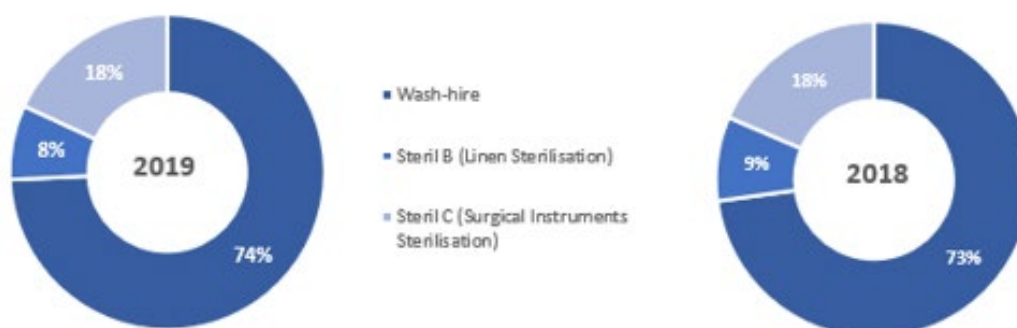 18%
8%
2019
74%
Wash-hire
Steril B (Linen Sterilisation)
Steril C (Surgical Instruments
Sterilisation)
18%
9%
2018
73%